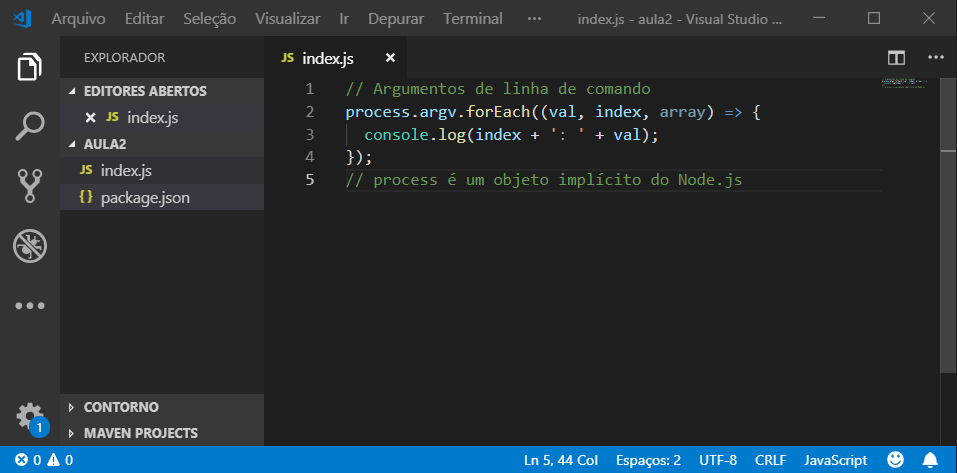 Arquivo Editar Seleção Visualizar Ir Depurar Terminal ··· index.js - aula2 - Visual Studio ...
EXPLORADOR
EDITORES ABERTOS
JS index.js
AULA2
JS index.js
{} package.json
CONTORNO
MAVEN PROJECTS
1
JS index.js
1 // Argumentos de linha de comando
2 process.argv.forEach((val, index, array) => {
3 console.log(index + ': ' + val);
4 });
5 // process é um objeto implícito do Node.js
0 0 Ln 5, 44 Col Espaços: 2 UTF-8 CRLF JavaScript